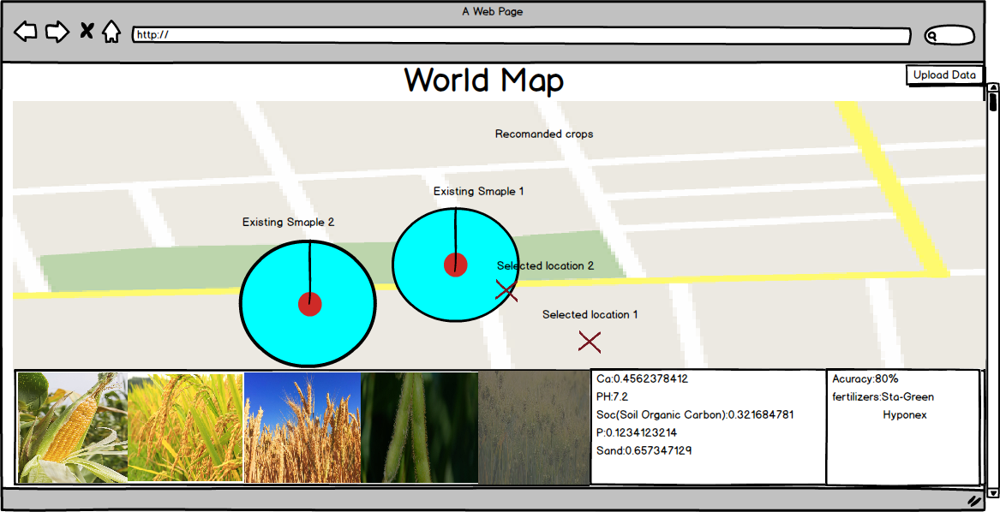 A Web Page
http://
World Map
Upload Data
Recomanded crops
Existing Smaple 1
Existing Smaple 2
Selected location 2
Selected location 1
Ca:0.4562378412
PH:7.2
Soc(Soil Organic Carbon):0.321684781
P:0.1234123214
Sand:0.657347129
Acuracy:80%
fertilizers:Sta-Green
Hyponex